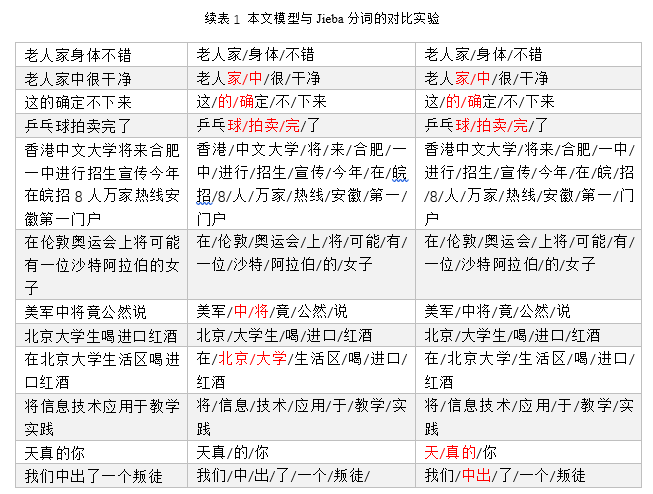 续表 1 本文模型与 Jieba 分词的对比实验
老人家身体不错
老人家/身体/不错
老人家/身体/不错
老人家中很干净
老人家/中/很/干净
老人家/中/很/干净
这的确定不下来
这/的/确定/不/下来
这/的/确定/不/下来
乒乓球拍卖完了
乒乓球/拍卖/完/了
乒乓球/拍卖/完/了
香港中文大学将来合肥
一中进行招生宣传今年
在皖招 8 人万家热线安
徽第一门户
香港/中文大学/将/来/合肥/一
中/进行/招生/宣传/今年/在/皖
招/8/人/万家/热线/安徽/第一/
门户
香港/中文大学/将/来/合肥/一中/
进行/招生/宣传/今年/在/皖/招
/8/人/万家/热线/安徽/第一/门
户
在伦敦奥运会上将可能
有一位沙特阿拉伯的女
子
在/伦敦/奥运会/上/将/可能/有/
一位/沙特/阿拉伯/的/女子
在/伦敦/奥运会/上将/可能/有/
一位/沙特阿拉伯/的/女子
美军中将竟公然说
美军/中/将/竟/公然/说
美军/中将/竟/公然/说
北京大学生喝进口红酒
北京/大学生/喝/进口/红酒
北京/大学生/喝/进口/红酒
在北京大学生活区喝进
口红酒
在/北京/大学/生活区/喝/进口/
红酒
在/北京大学/生活区/喝/进口/
红酒
将信息技术应用于教学
实践
将/信息/技术/应用/于/教学/实
践
将/信息技术/应用/于/教学/实
践
天真的你
天真/的/你
天/真的/你
我们中出了一个叛徒
我们/中/出/了/一个/叛徒/
我们/中出/了/一个/叛徒